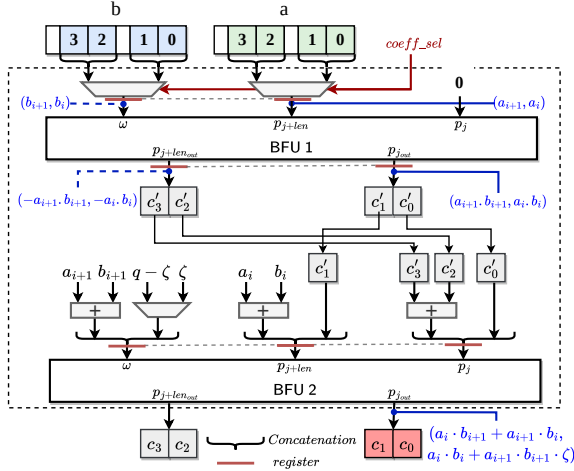 b
a
3 2 1 0
3 2 1 0
coeff_sel
0
(b_{i+1}, b_i)
(a_{i+1}, a_i)
ω
p_{j+len}
p_j
BFU 1
p_{j+len_{out}}
p_{j_{out}}
(−a_{i+1}.b_{i+1}, −a_i.b_i)
(a_{i+1}.b_{i+1}, a_i.b_i)
c'_3 c'_2
c'_1 c'_0
c'_1
c'_3 c'_2 c'_0
a_{i+1} b_{i+1} q − ζ ζ a_i b_i
+
+
+
ω
p_{j+len}
p_j
BFU 2
p_{j+len_{out}}
p_{j_{out}}
c_3 c_2
Concatenation
register
c_1 c_0
(a_i · b_{i+1} + a_{i+1} · b_i,
a_i · b_i + a_{i+1} · b_{i+1} · ζ)